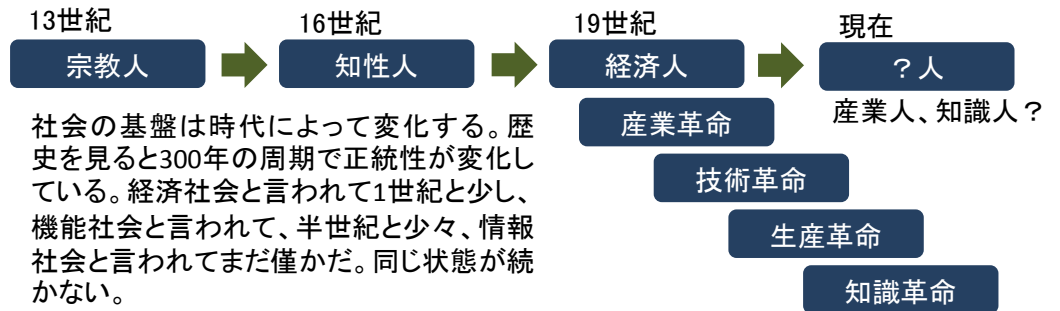 13世紀
16世紀
19世紀
現在
宗教人
知性人
経済人
？人
産業人、知識人？
社会の基盤は時代によって変化する。歴
史を見ると300年の周期で正統性が変化し
ている。経済社会と言われて1世紀と少し、
機能社会と言われて、半世紀と少々、情報
社会と言われてまだ僅かだ。同じ状態が続
かない。
産業革命
技術革命
生産革命
知識革命